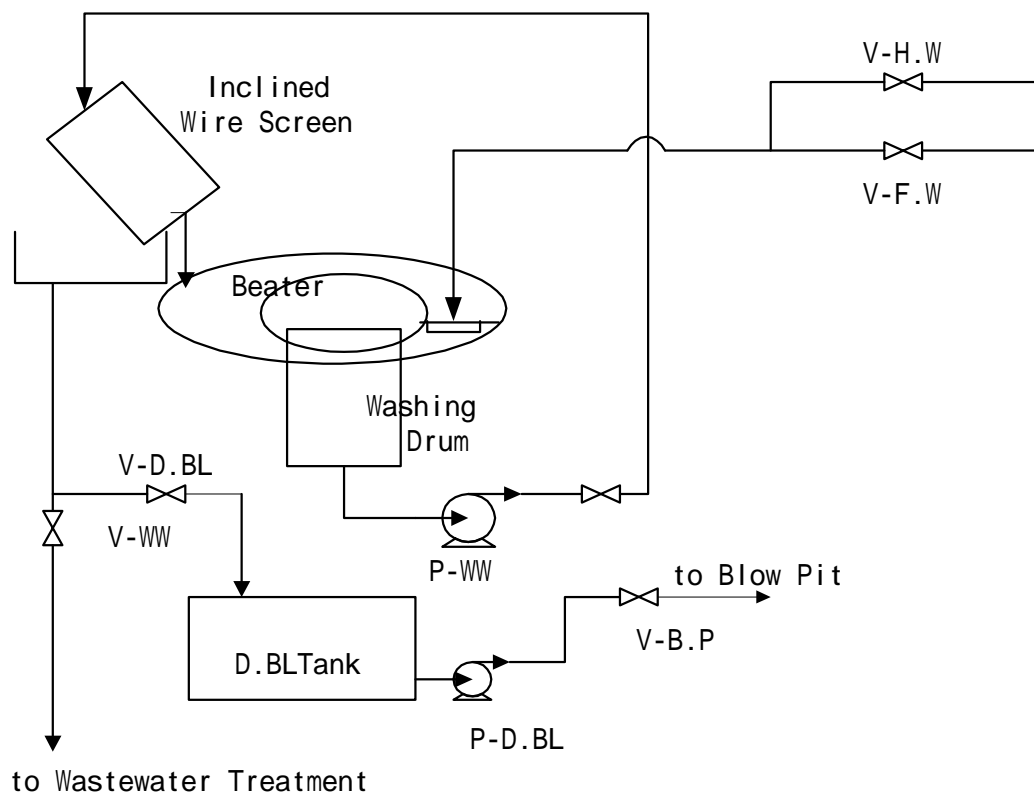 V-H.W
Inclined
Wire Screen
V-F.W
Beater
Washing
Drum
V-D.BL
V-WW
P-WW
to Blow Pit
V-B.P
D.BLTank
P-D.BL
to Wastewater Treatment